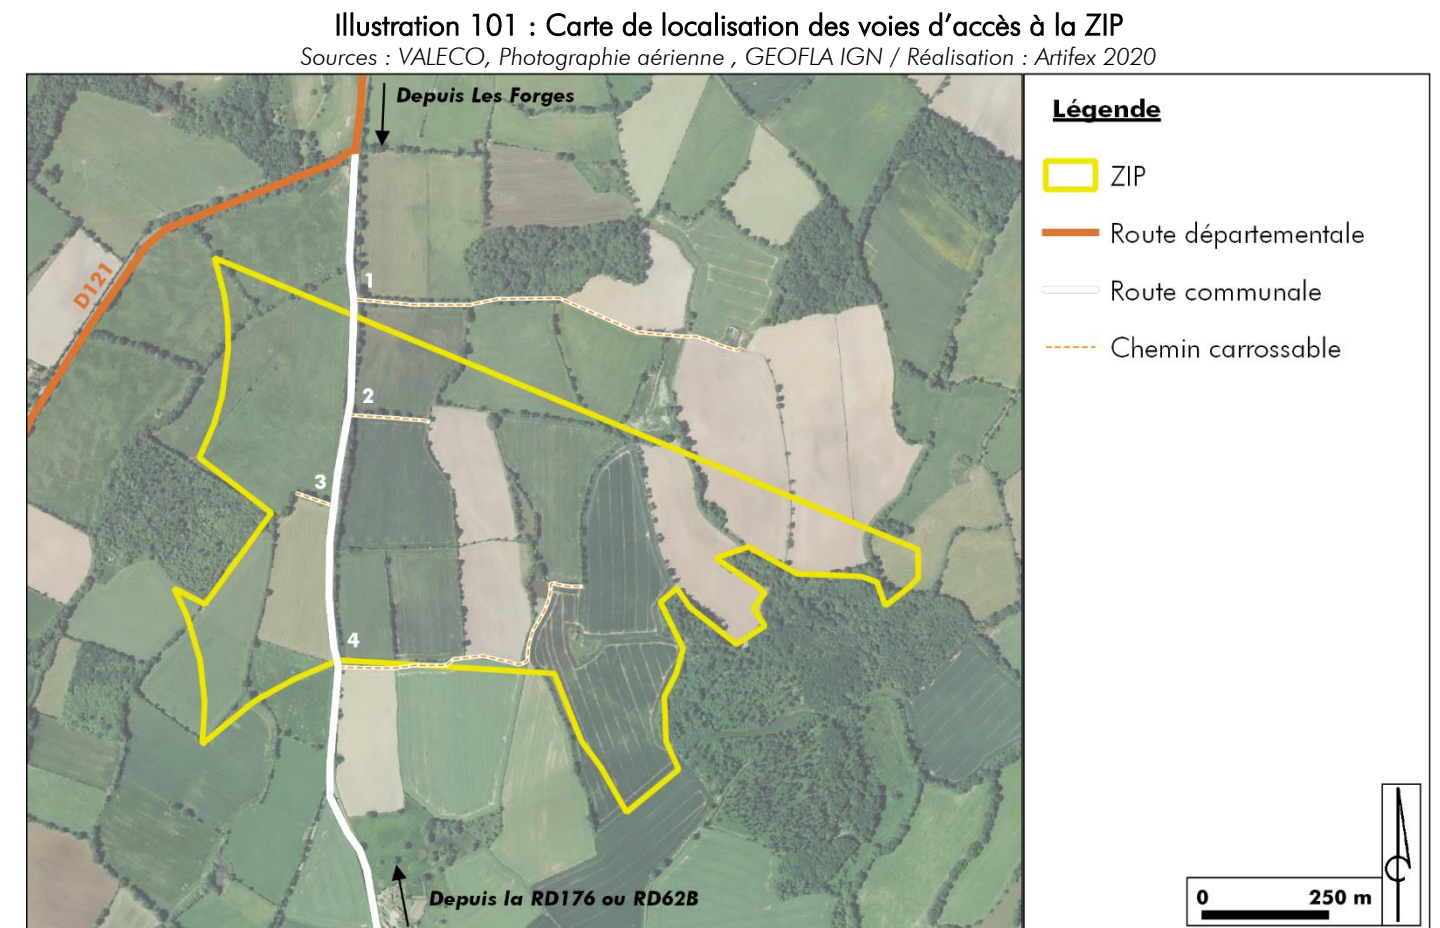 Illustration 101 : Carte de localisation des voies d’accès à la ZIP
Sources : VALECO, Photographie aérienne , GEOFLA IGN / Réalisation : Artifex 2020
Depuis Les Forges
Légende
ZIP
Route départementale
Route communale
Chemin carrossable
D121
1
2
3
4
Depuis la RD176 ou RD62B
0 250 m